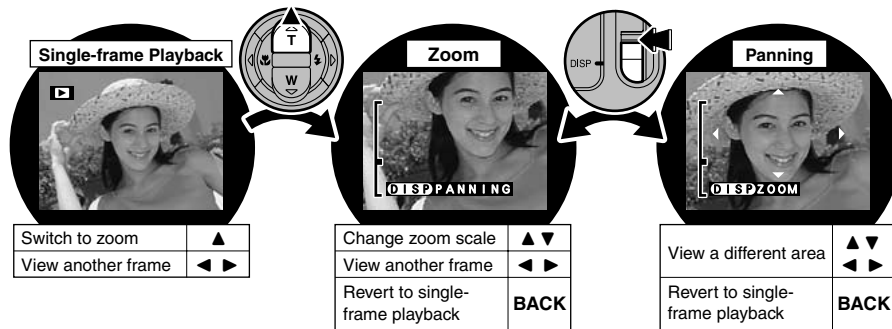 Single-frame Playback
T
W
Zoom
DISP
Panning
DISP PANNING
DISP ZOOM
Switch to zoom ▲
View another frame ◀ ▶
Change zoom scale ▲ ▼
View another frame ◀ ▶
Revert to single-
frame playback BACK
View a different area ▲ ▼
◀ ▶
Revert to single-
frame playback BACK